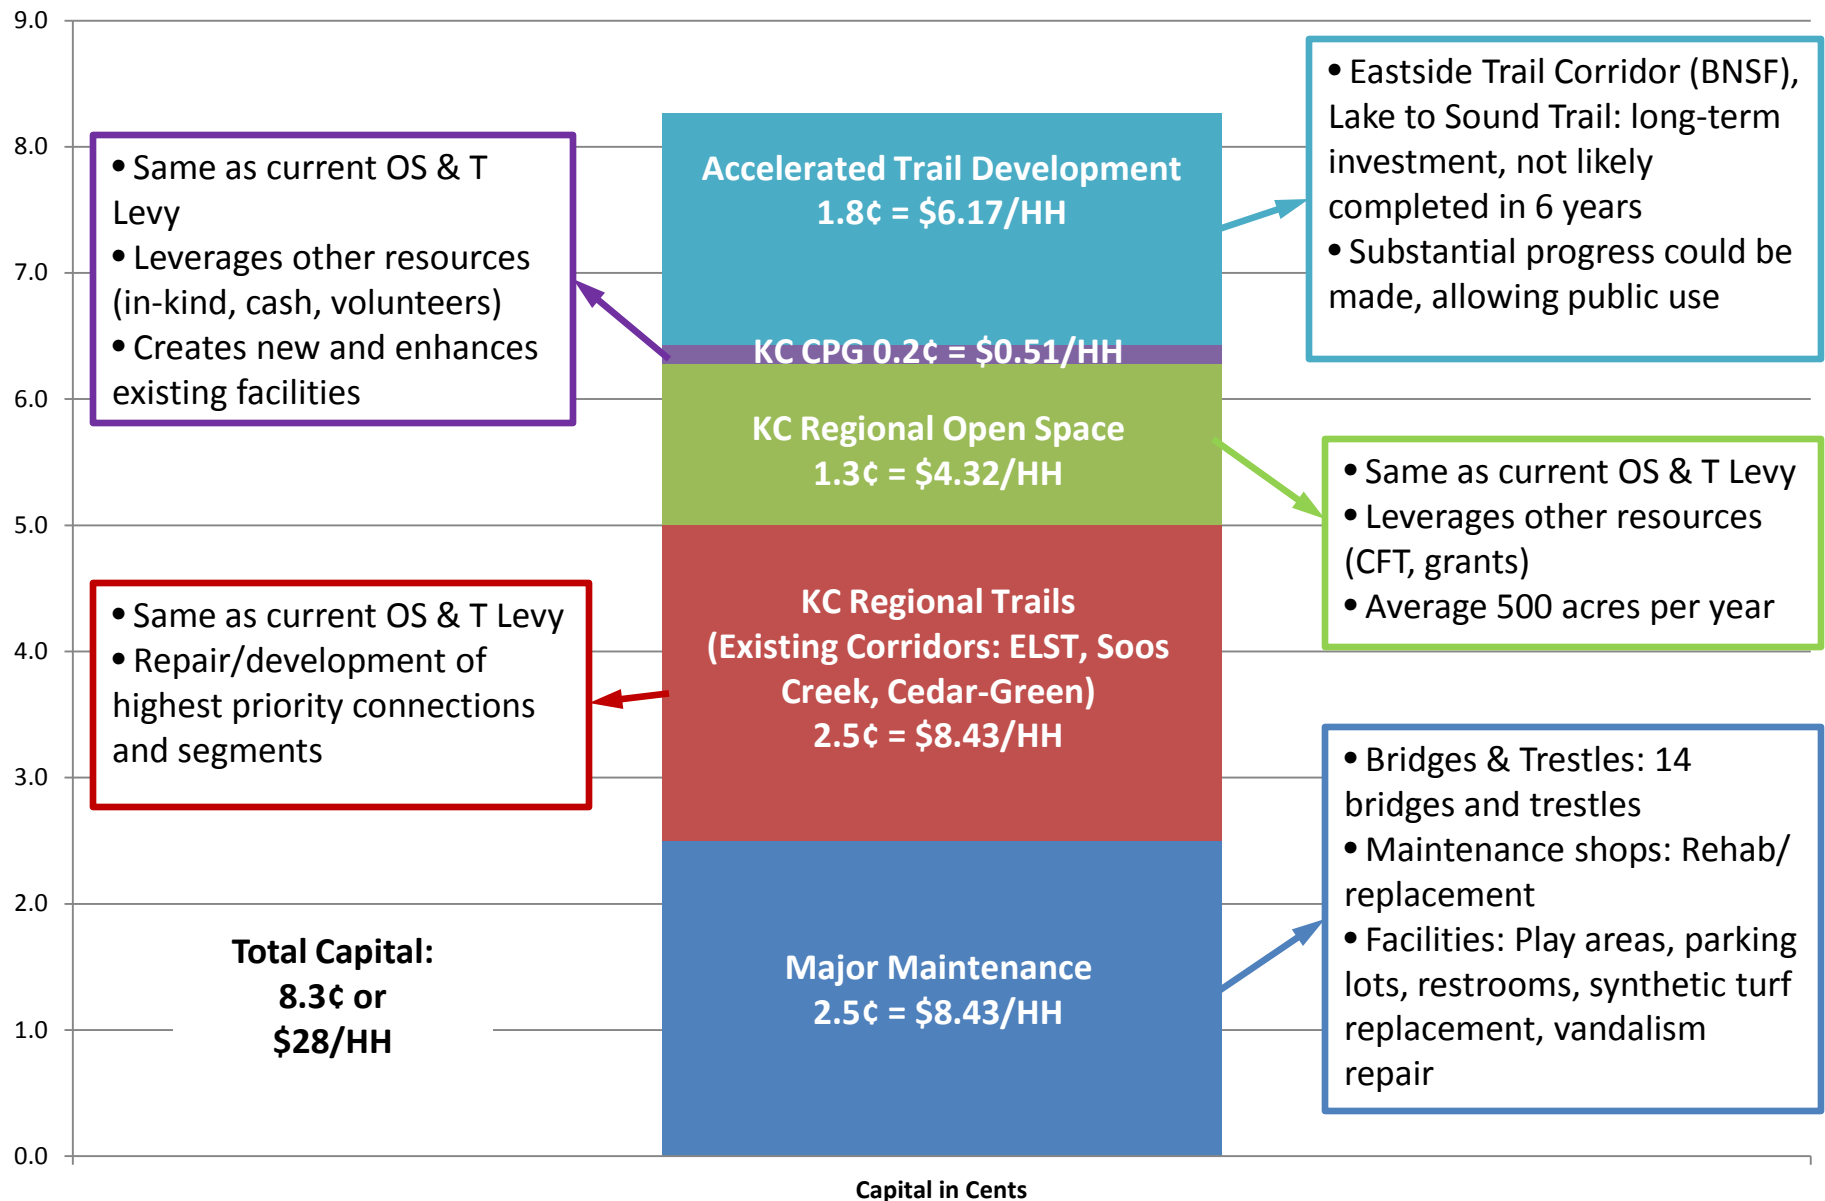 9.0
8.0
7.0
6.0
5.0
4.0
3.0
2.0
1.0
0.0
• Same as current OS & T
Levy
• Leverages other resources
(in-kind, cash, volunteers)
• Creates new and enhances
existing facilities
• Same as current OS & T Levy
• Repair/development of
highest priority connections
and segments
Total Capital:
8.3¢ or
$28/HH
Accelerated Trail Development
1.8¢ = $6.17/HH
KC CPG 0.2¢ = $0.51/HH
KC Regional Open Space
1.3¢ = $4.32/HH
KC Regional Trails
(Existing Corridors: ELST, Soos
Creek, Cedar-Green)
2.5¢ = $8.43/HH
Major Maintenance
2.5¢ = $8.43/HH
• Eastside Trail Corridor (BNSF),
Lake to Sound Trail: long-term
investment, not likely
completed in 6 years
• Substantial progress could be
made, allowing public use
• Same as current OS & T Levy
• Leverages other resources
(CFT, grants)
• Average 500 acres per year
• Bridges & Trestles: 14
bridges and trestles
• Maintenance shops: Rehab/
replacement
• Facilities: Play areas, parking
lots, restrooms, synthetic turf
replacement, vandalism
repair
Capital in Cents